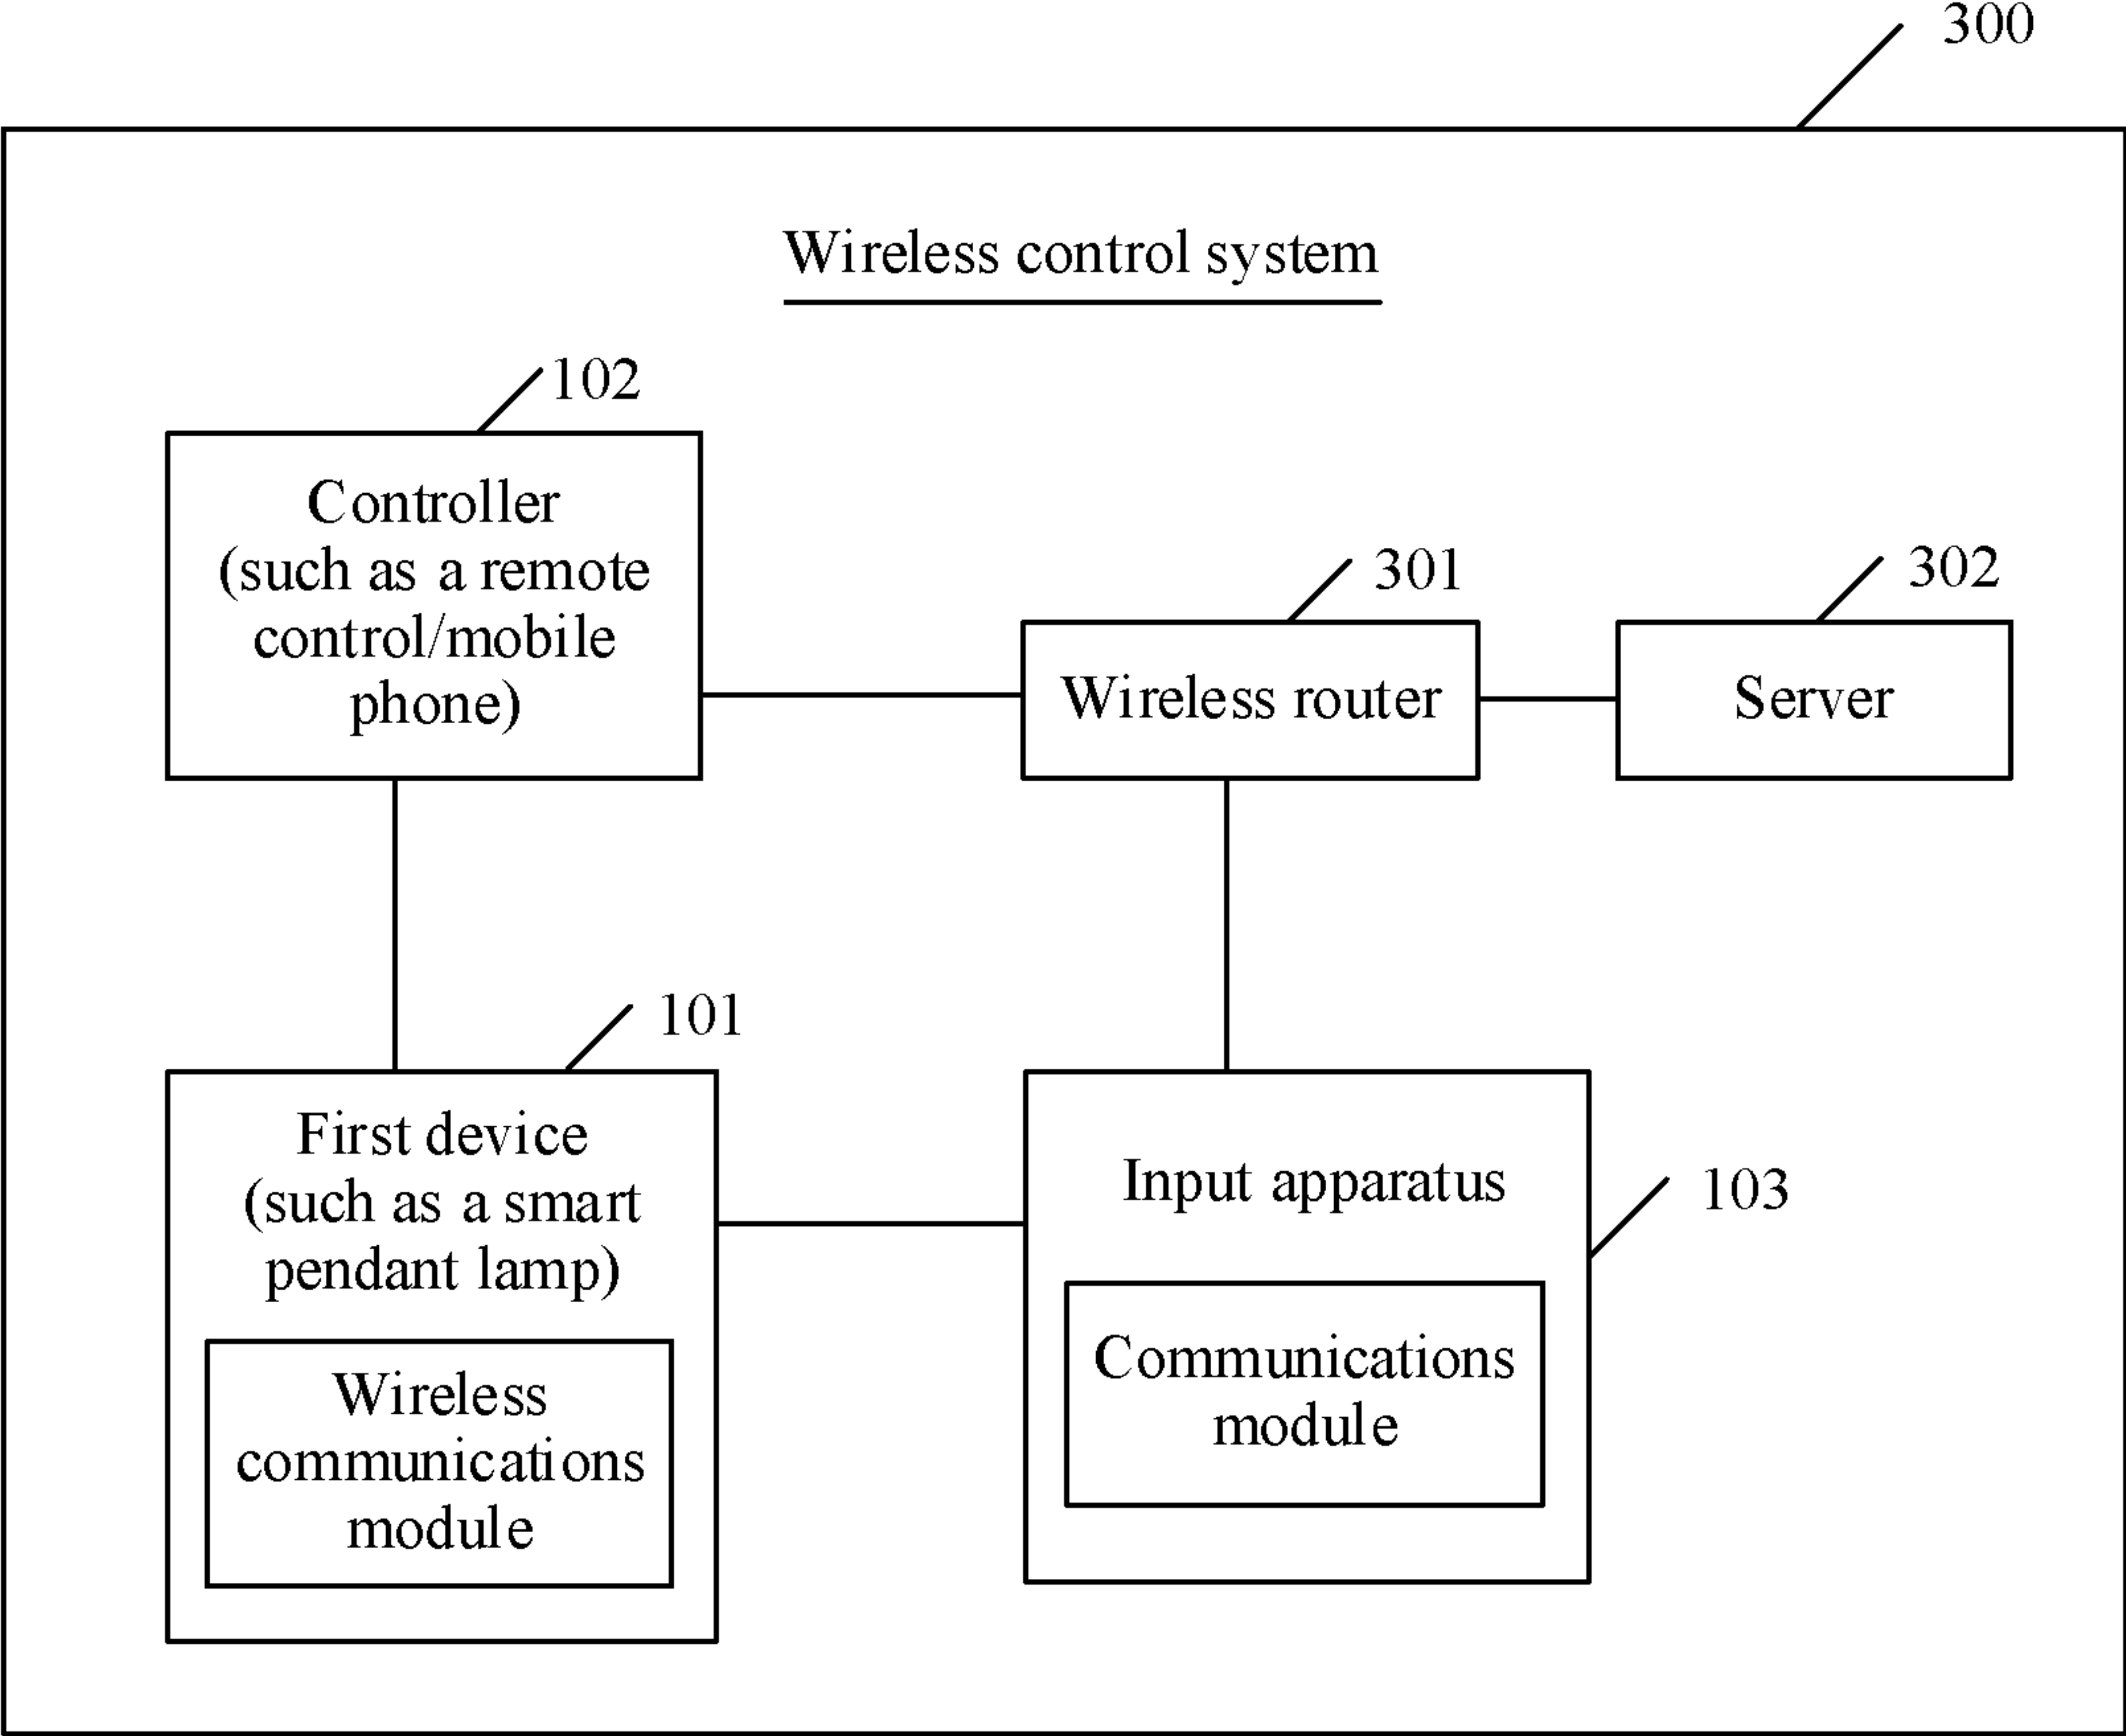 300
Wireless control system
102
Controller
(such as a remote
control/mobile
phone)
301
Wireless router
302
Server
101
First device
(such as a smart
pendant lamp)
Wireless
communications
module
103
Input apparatus
Communications
module